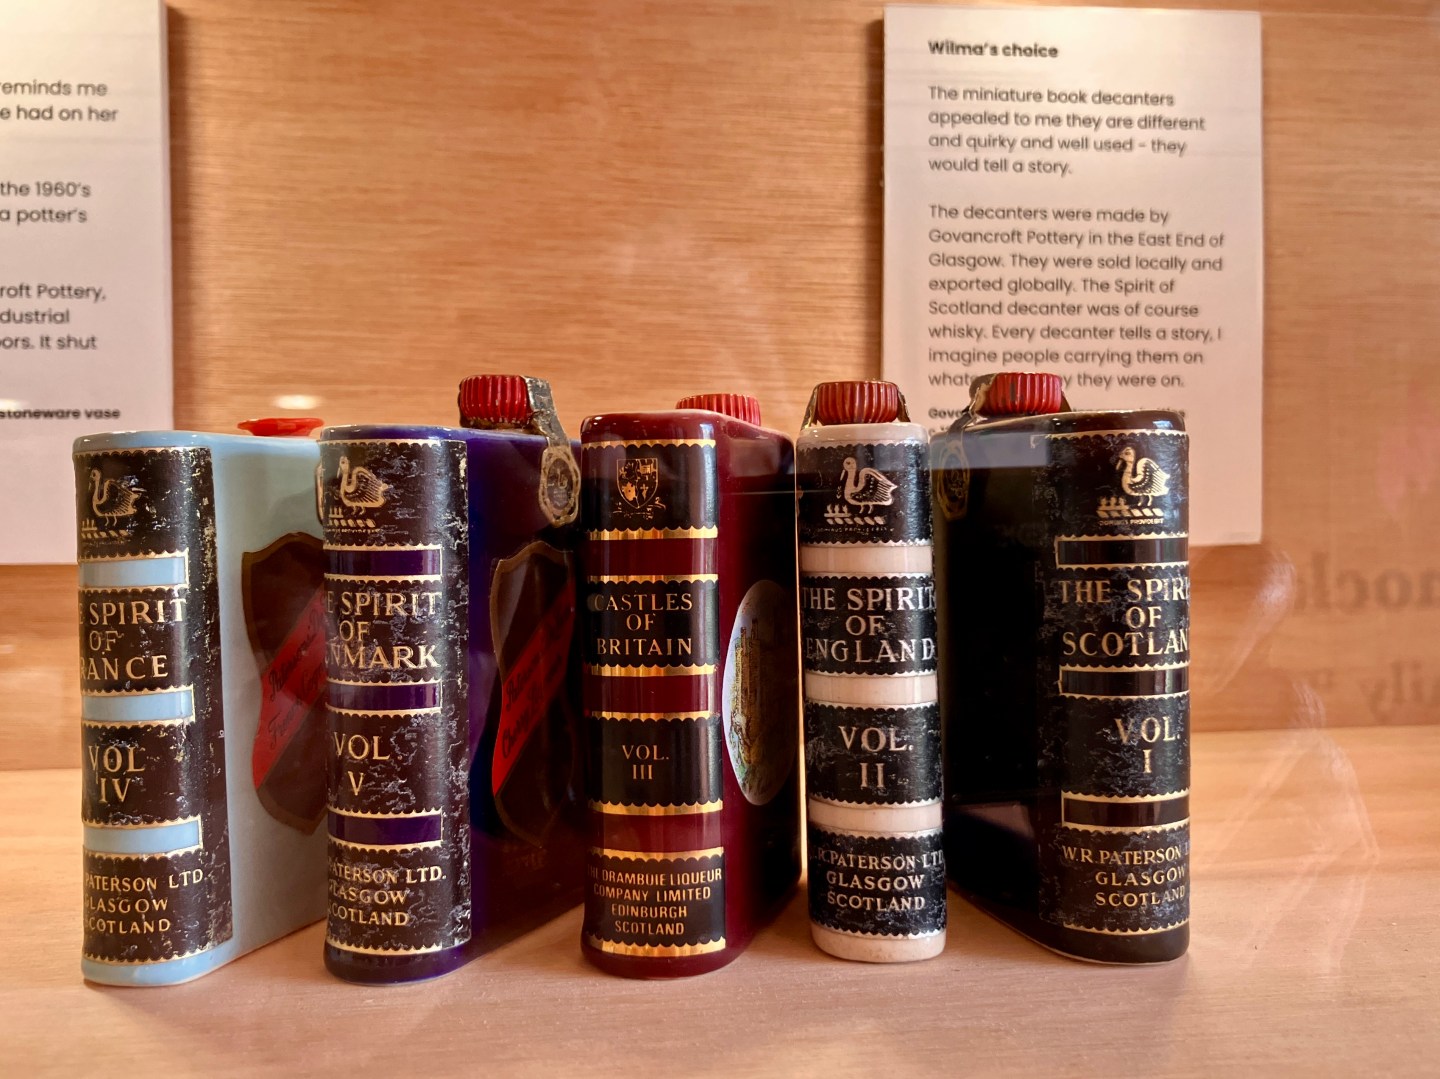 reminds me
e had on her
the 1960's
a potter's
roft Pottery,
dustrial
ors. It shut
stoneware vase
Wilma's choice
The miniature book decanters
appealed to me they are different
and quirky and well used - they
would tell a story.
The decanters were made by
Govancroft Pottery in the East End of
Glasgow. They were sold locally and
exported globally. The Spirit of
Scotland decanter was of course
whisky. Every decanter tells a story, I
imagine people carrying them on
what y they were on.
E SPIRIT
OF
RANCE
VOL
IV
PATERSON LTD.
GLASGOW
SCOTLAND
E SPIRIT
OF
NMARK
VOL
V
PATERSON LTD.
GLASGOW
SCOTLAND
CASTLES
OF
BRITAIN
VOL.
III
THE DRAMBUIE LIQUEUR
COMPANY LIMITED
EDINBURGH
SCOTLAND
THE SPIRIT
OF
ENGLAND
VOL.
II
PATERSON LTD
GLASGOW
SCOTLAND
THE SPIRI
OF
SCOTLAN
VOL.
I
W.R. PATERSON
GLASGOW
SCOTLAND